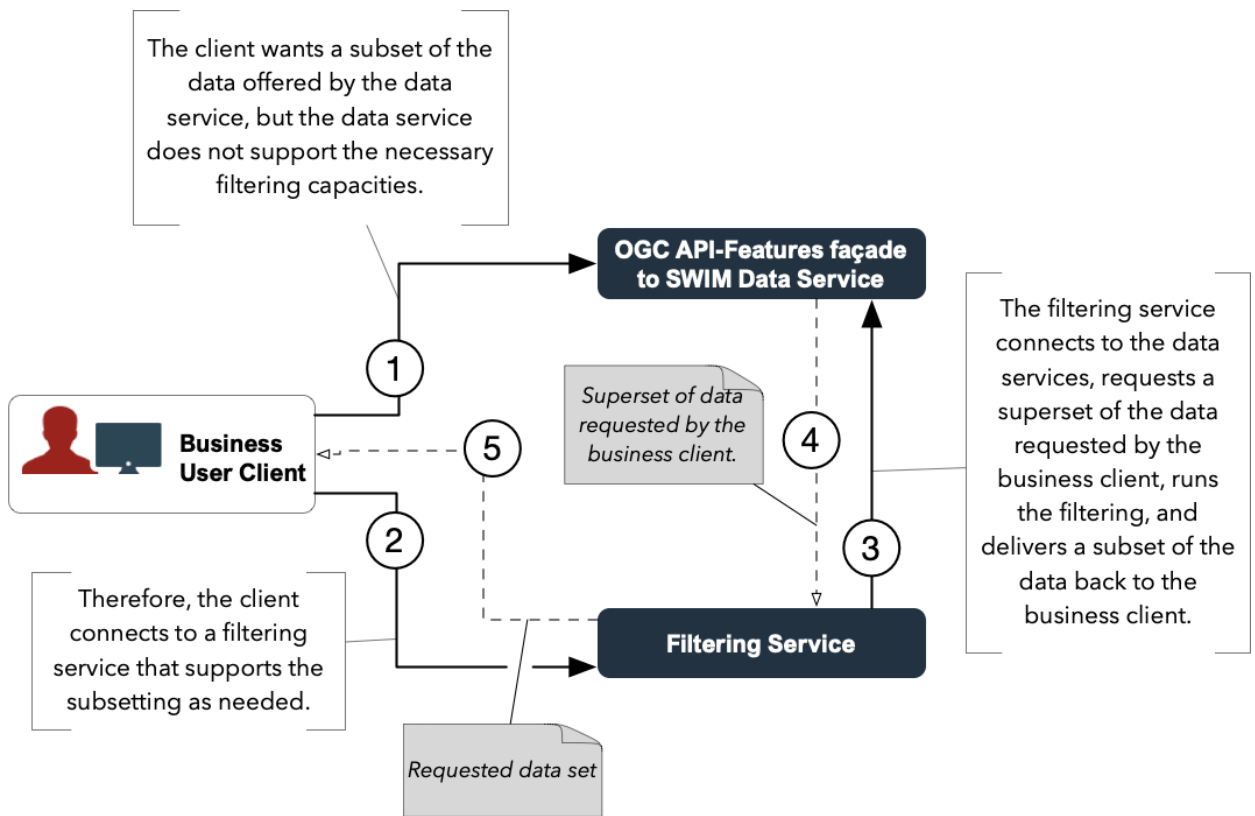 The client wants a subset of the
data offered by the data
service, but the data service
does not support the necessary
filtering capacities.
OGC API-Features façade
to SWIM Data Service
The filtering service
connects to the data
services, requests a
superset of the data
requested by the
business client, runs
the filtering, and
delivers a subset of the
data back to the
business client.
1
Superset of data
requested by the
business client.
4
5
Business
User Client
2
3
Therefore, the client
connects to a filtering
service that supports the
subsetting as needed.
Filtering Service
Requested data set